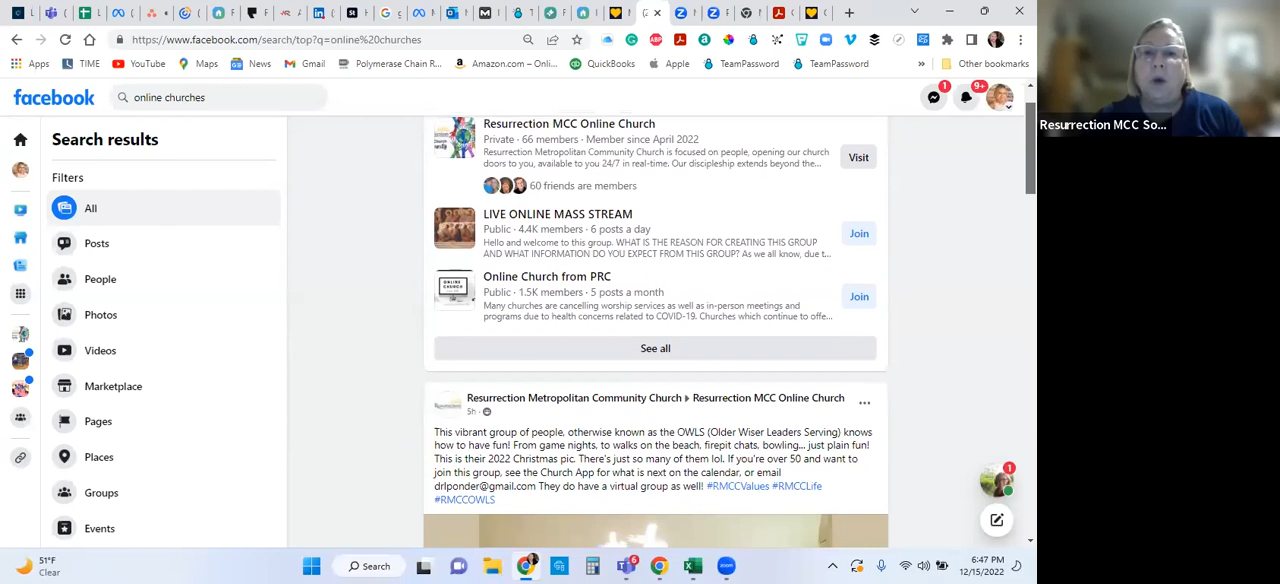 https://www.facebook.com/search/top?q=online%20churches
Apps
TIME
YouTube
Maps
News
Gmail
Polymerase Chain R...
Amazon.com – Onli...
QuickBooks
Apple
TeamPassword
TeamPassword
»
Other bookmarks
facebook
online churches
1
9+
Search results
Filters
All
Posts
People
Photos
Videos
Marketplace
Pages
Places
Groups
Events
Resurrection MCC Online Church
Private · 66 members · Member since April 2022
Resurrection Metropolitan Community Church is focused on people, opening our church
doors to you, available to you 24/7 in real-time. Our discipleship extends beyond the...
60 friends are members
Visit
LIVE ONLINE MASS STREAM
Public · 4.4K members · 6 posts a day
Hello and welcome to this group. WHAT IS THE REASON FOR CREATING THIS GROUP
AND WHAT INFORMATION DO YOU EXPECT FROM THIS GROUP? As we all know, due t...
Join
Online Church from PRC
Public · 1.5K members · 5 posts a month
Many churches are cancelling worship services as well as in-person meetings and
programs due to health concerns related to COVID-19. Churches which continue to offe...
Join
See all
Resurrection Metropolitan Community Church ▸ Resurrection MCC Online Church
5h ·
This vibrant group of people, otherwise known as the OWLS (Older Wiser Leaders Serving) knows
how to have fun! From game nights, to walks on the beach, firepit chats, bowling... just plain fun!
This is their 2022 Christmas pic. There's just so many of them lol. If you're over 50 and want to
join this group, see the Church App for what is next on the calendar, or email
drlponder@gmail.com They do have a virtual group as well! #RMCCValues #RMCCLife
#RMCCOWLS
1
Resurrection MCC So...
51°F
Clear
Search
6
6:47 PM
12/15/2022